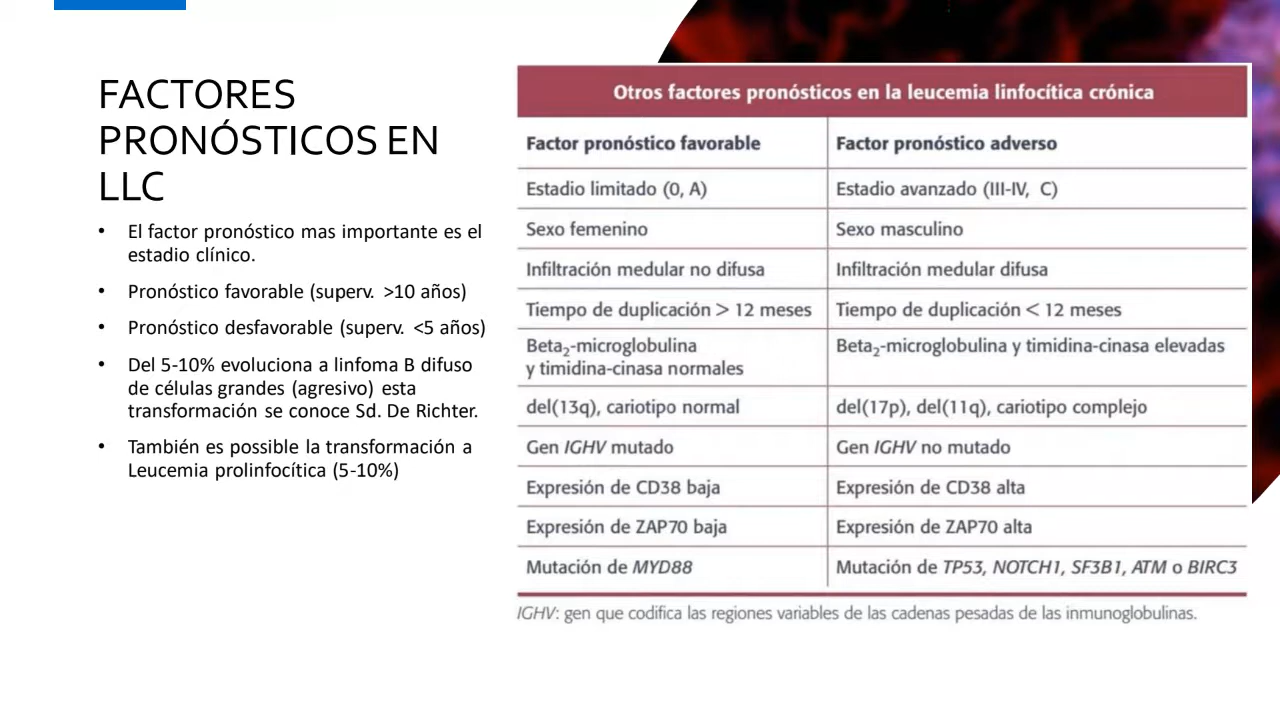 FACTORES
PRONÓSTICOS EN
LLC
• El factor pronóstico mas importante es el
estadio clínico.
• Pronóstico favorable (superv. >10 años)
• Pronóstico desfavorable (superv. <5 años)
• Del 5-10% evoluciona a linfoma B difuso
de células grandes (agresivo) esta
transformación se conoce Sd. De Richter.
• También es possible la transformación a
Leucemia prolinfocítica (5-10%)
Otros factores pronósticos en la leucemia linfocítica crónica
Factor pronóstico favorable Factor pronóstico adverso
Estadio limitado (0, A) Estadio avanzado (III-IV, C)
Sexo femenino Sexo masculino
Infiltración medular no difusa Infiltración medular difusa
Tiempo de duplicación > 12 meses Tiempo de duplicación < 12 meses
Beta₂-microglobulina Beta₂-microglobulina y timidina-cinasa elevadas
y timidina-cinasa normales
del(13q), cariotipo normal del(17p), del(11q), cariotipo complejo
Gen IGHV mutado Gen IGHV no mutado
Expresión de CD38 baja Expresión de CD38 alta
Expresión de ZAP70 baja Expresión de ZAP70 alta
Mutación de MYD88 Mutación de TP53, NOTCH1, SF3B1, ATM o BIRC3
IGHV: gen que codifica las regiones variables de las cadenas pesadas de las inmunoglobulinas.